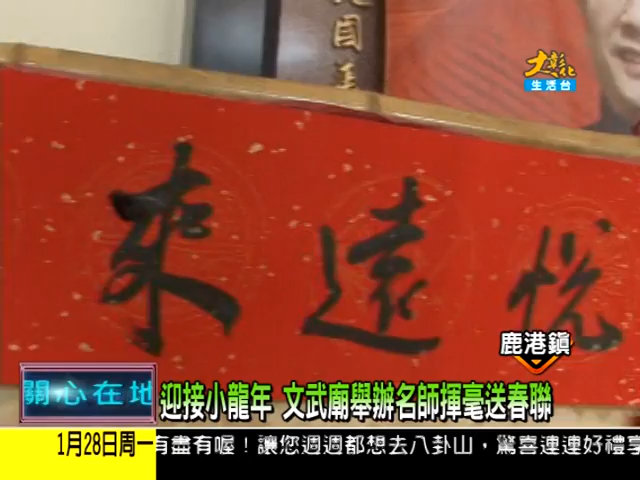 大彰化
生活台
來遠悅
鹿港鎮
關心在地
迎接小龍年 文武廟舉辦名師揮毫送春聯
1月28日周一
有盡有喔！讓您週週都想去八卦山，驚喜連連好禮享